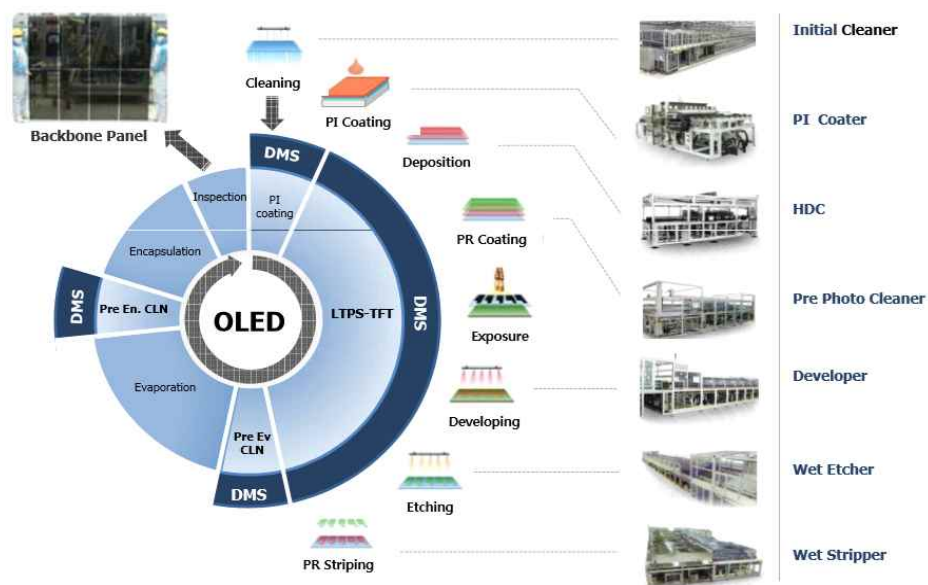 Initial Cleaner
Cleaning
PI Coating
PI Coater
Backbone Panel
DMS
Deposition
Inspection
PI
coating
HDC
PR Coating
Encapsulation
DMS
Pre En. CLN
OLED
LTPS-TFT
DMS
Pre Photo Cleaner
Exposure
Evaporation
Developer
Developing
Pre Ev
CLN
Wet Etcher
DMS
Etching
PR Striping
Wet Stripper